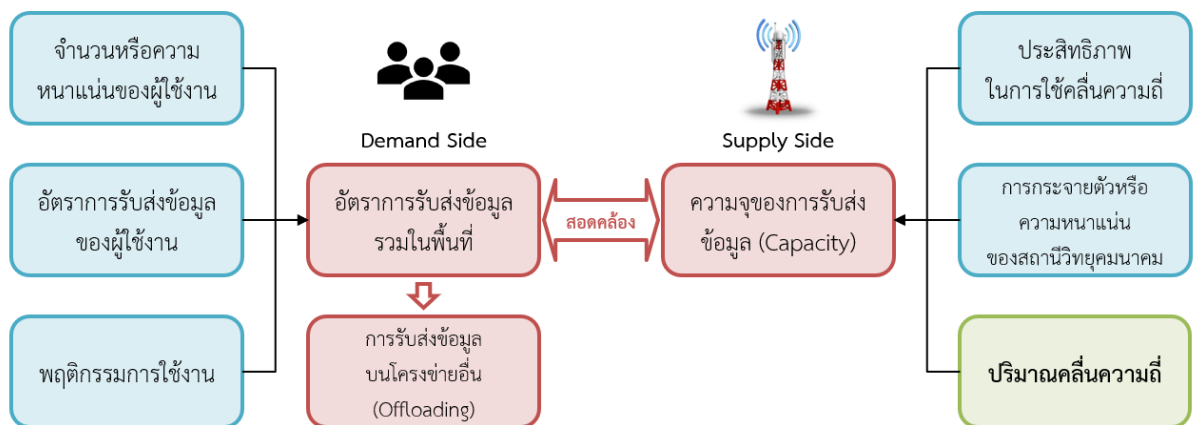 จำนวนหรือความ
หนาแน่นของผู้ใช้งาน
อัตราการรับส่งข้อมูล
ของผู้ใช้งาน
พฤติกรรมการใช้งาน
Demand Side
อัตราการรับส่งข้อมูล
รวมในพื้นที่
การรับส่งข้อมูล
บนโครงข่ายอื่น
(Offloading)
สอดคล้อง
Supply Side
ความจุของการรับส่ง
ข้อมูล (Capacity)
ประสิทธิภาพ
ในการใช้คลื่นความถี่
การกระจายตัวหรือ
ความหนาแน่น
ของสถานีวิทยุคมนาคม
ปริมาณคลื่นความถี่